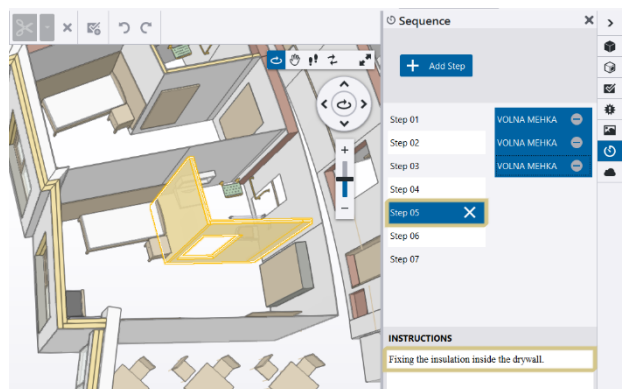 Sequence
Add Step
Step 01
VOLNA MEHKA
Step 02
VOLNA MEHKA
Step 03
VOLNA MEHKA
Step 04
Step 05
Step 06
Step 07
INSTRUCTIONS
Fixing the insulation inside the drywall.